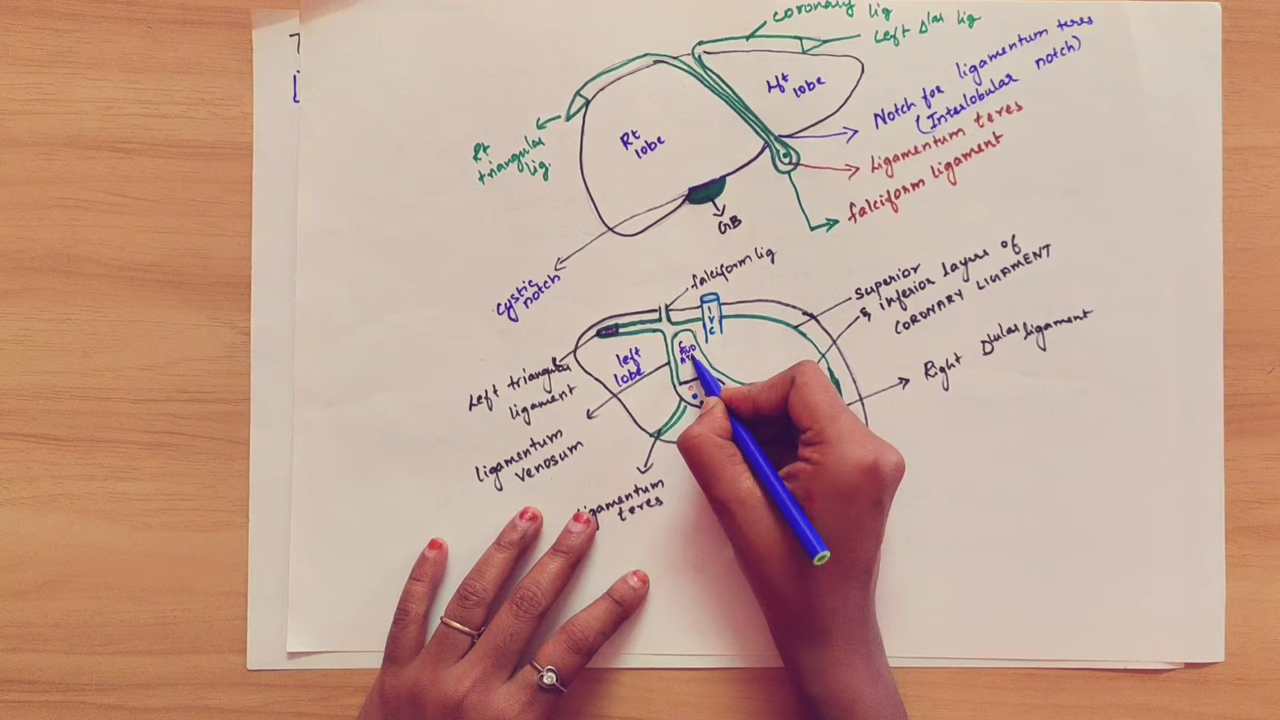 coronary lig
Left Δlar lig
Notch for ligamentum teres
(Interlobular notch)
Ligamentum teres
falciform ligament
Lft
lobe
Rt
lobe
Rt
triangular
lig.
GB
cystic
notch
falciform lig
superior
& inferior layers of
CORONARY LIGAMENT
IVC
Right Δular ligament
left
lobe
Left triangular
ligament
ligamentum
venosum
ligamentum
teres